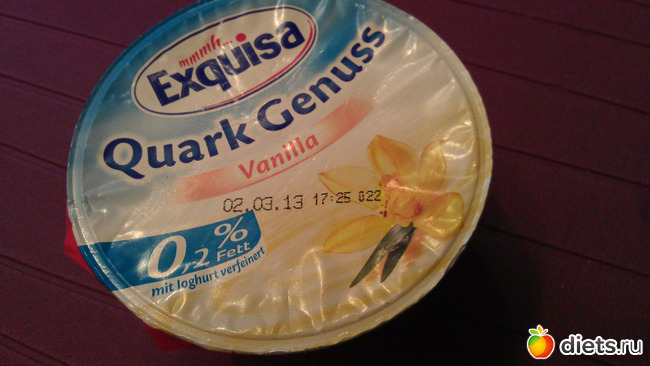 mmmh...
Exquisa
Quark Genuss
Vanilla
02.03.13 17:25 022
0,2 % Fett
mit Joghurt verfeinert
diets.ru